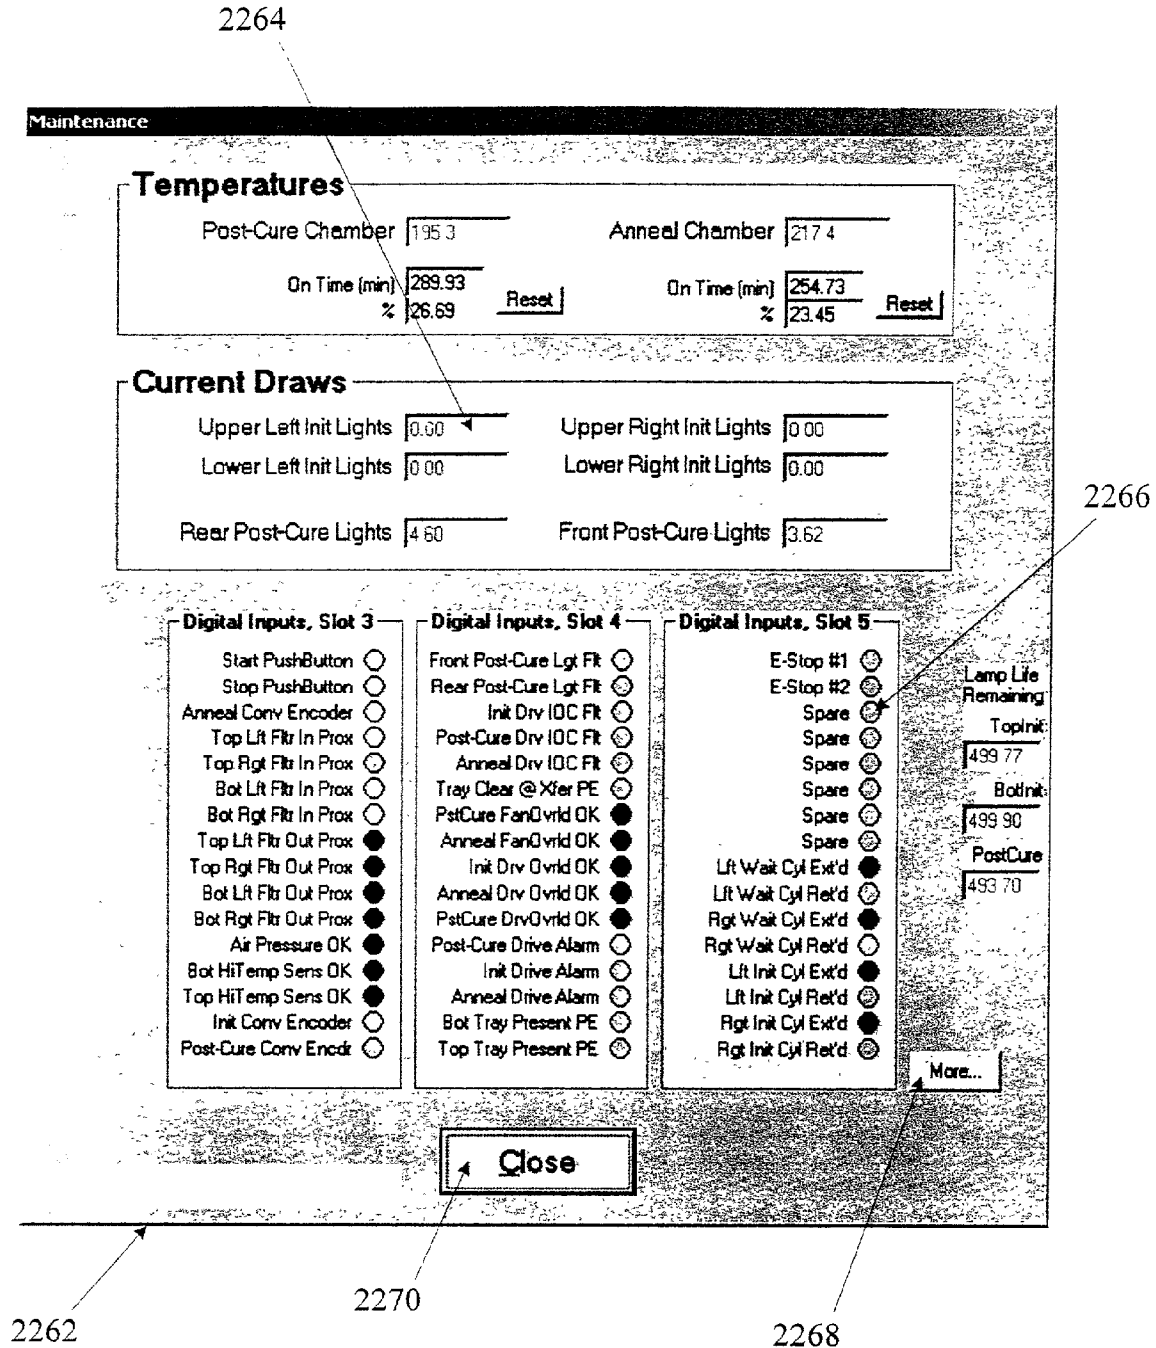 2264
Maintenance
Temperatures
Post-Cure Chamber 195.3 Anneal Chamber 217.4
On Time (min) 289.93 Reset On Time (min) 254.73 Reset
% 26.69 % 23.45
Current Draws
Upper Left Init Lights 0.60 Upper Right Init Lights 0.00
Lower Left Init Lights 0.00 Lower Right Init Lights 0.00
2266
Rear Post-Cure Lights 4.60 Front Post-Cure Lights 3.62
Digital Inputs, Slot 3
Start PushButton
Stop PushButton
Anneal Conv Encoder
Top Lft Fltr In Prox
Top Rgt Fltr In Prox
Bot Lft Fltr In Prox
Bot Rgt Fltr In Prox
Top Lft Fltr Out Prox
Top Rgt Fltr Out Prox
Bot Lft Fltr Out Prox
Bot Rgt Fltr Out Prox
Air Pressure OK
Bot HiTemp Sens OK
Top HiTemp Sens OK
Init Conv Encoder
Post-Cure Conv Encdr
Digital Inputs, Slot 4
Front Post-Cure Lgt Flt
Rear Post-Cure Lgt Flt
Init Drv IOC Flt
Post-Cure Drv IOC Flt
Anneal Drv IOC Flt
Tray Clear @ Xfer PE
PstCure FanOvrld OK
Anneal FanOvrld OK
Init Drv Ovrld OK
Anneal Drv Ovrld OK
PstCure DrvOvrld OK
Post-Cure Drive Alarm
Init Drive Alarm
Anneal Drive Alarm
Bot Tray Present PE
Top Tray Present PE
Digital Inputs, Slot 5
E-Stop #1
E-Stop #2
Spare
Spare
Spare
Spare
Spare
Spare
Lft Wait Cyl Ext'd
Lft Wait Cyl Ret'd
Rgt Wait Cyl Ext'd
Rgt Wait Cyl Ret'd
Lft Init Cyl Ext'd
Lft Init Cyl Ret'd
Rgt Init Cyl Ext'd
Rgt Init Cyl Ret'd
Lamp Life
Remaining
TopInit:
499.77
BotInit:
499.90
PostCure
493.70
More...
Close
2262
2270
2268